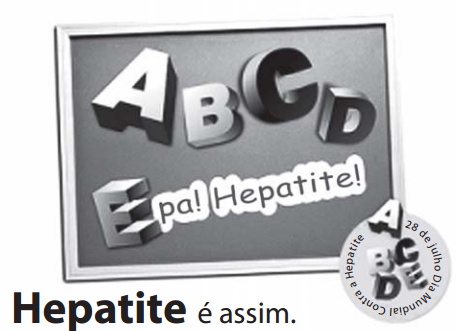 A B C D
Epa! Hepatite!
28 de julho Dia Mundial Contra a Hepatite
A
B C
D E
Hepatite é assim.